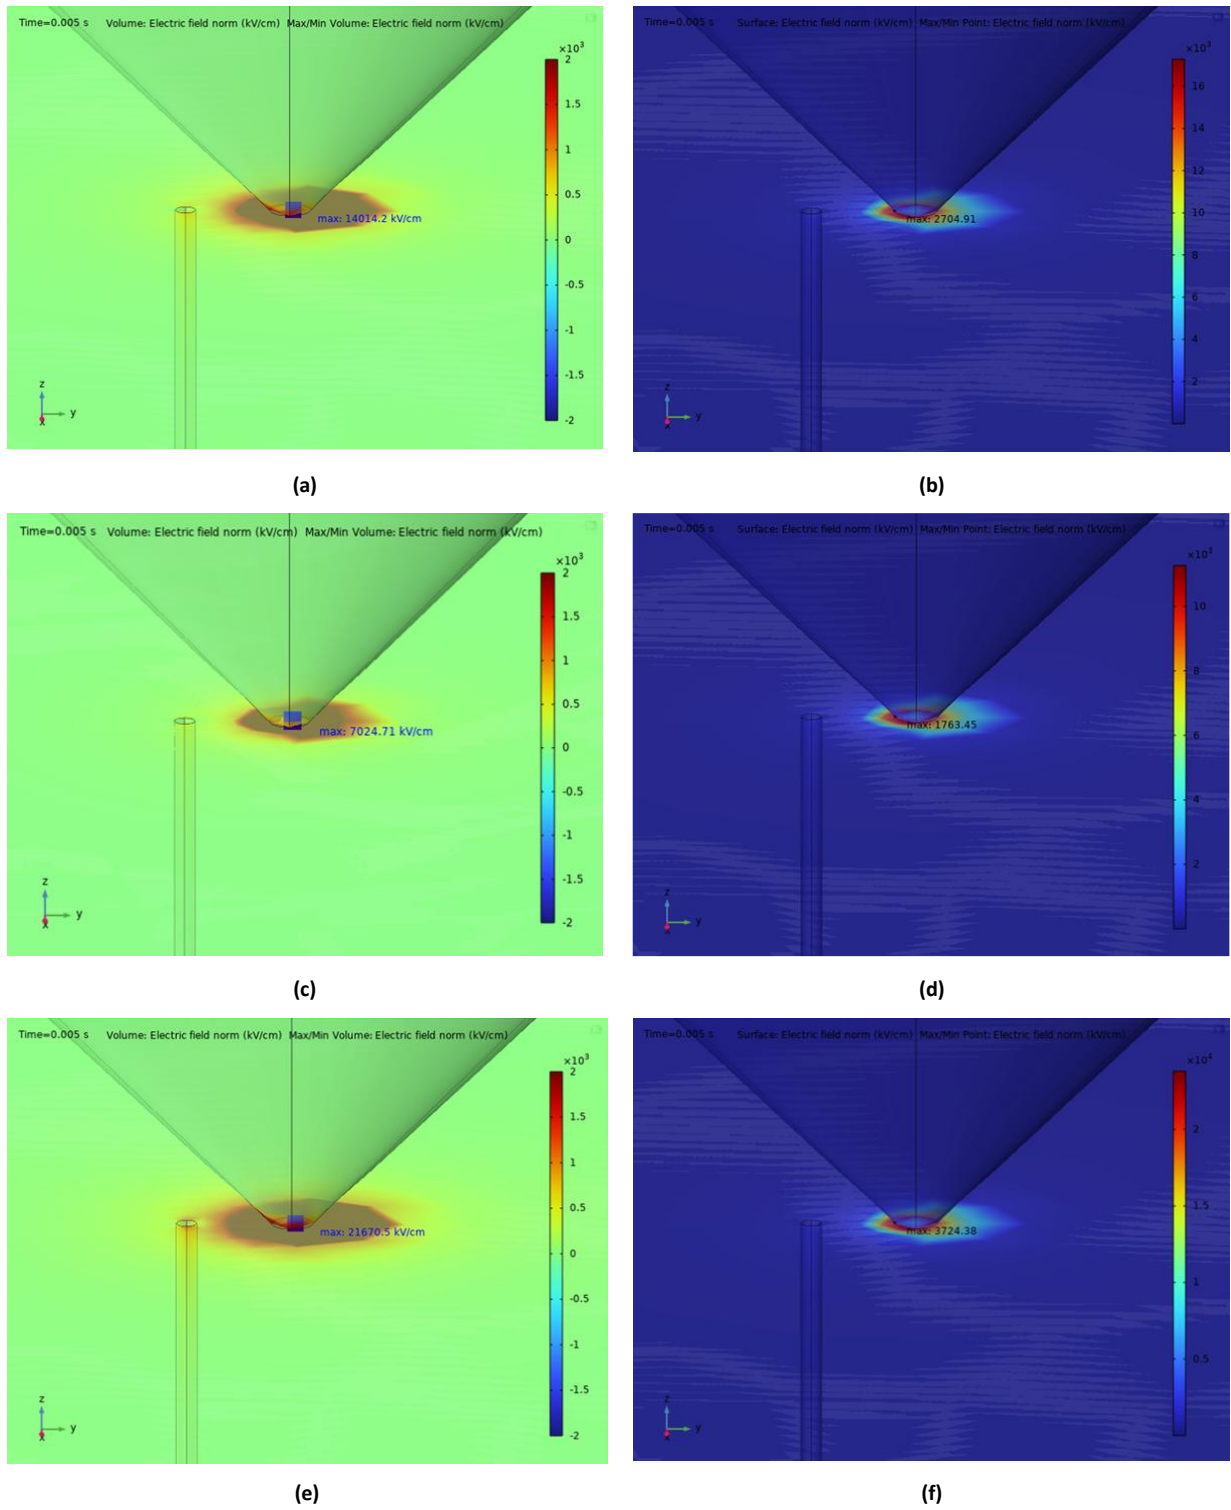 Time=0.005 s Volume: Electric field norm (kV/cm) Max/Min Volume: Electric field norm (kV/cm)
×10³
2
1.5
1
0.5
0
-0.5
-1
-1.5
-2
max: 14014.2 kV/cm
z
y
x
(a)
Time=0.005 s Surface: Electric field norm (kV/cm) Max/Min Point: Electric field norm (kV/cm)
×10³
16
14
12
10
8
6
4
2
max: 2704.91
z
y
x
(b)
Time=0.005 s Volume: Electric field norm (kV/cm) Max/Min Volume: Electric field norm (kV/cm)
×10³
2
1.5
1
0.5
0
-0.5
-1
-1.5
-2
max: 7024.71 kV/cm
z
y
x
(c)
Time=0.005 s Surface: Electric field norm (kV/cm) Max/Min Point: Electric field norm (kV/cm)
×10³
10
8
6
4
2
max: 1763.45
z
y
x
(d)
Time=0.005 s Volume: Electric field norm (kV/cm) Max/Min Volume: Electric field norm (kV/cm)
×10³
2
1.5
1
0.5
0
-0.5
-1
-1.5
-2
max: 21670.5 kV/cm
z
y
x
(e)
Time=0.005 s Surface: Electric field norm (kV/cm) Max/Min Point: Electric field norm (kV/cm)
×10⁴
2
1.5
1
0.5
max: 3724.38
z
y
x
(f)